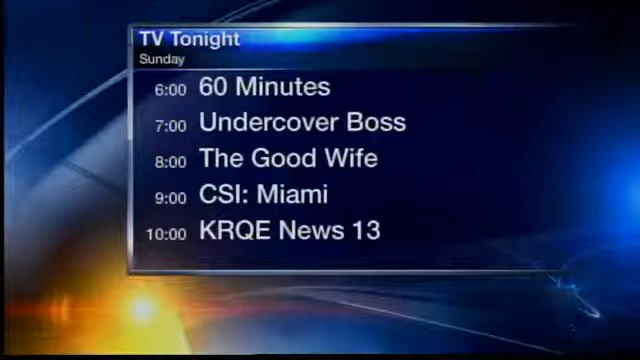 TV Tonight
Sunday
6:00 60 Minutes
7:00 Undercover Boss
8:00 The Good Wife
9:00 CSI: Miami
10:00 KRQE News 13